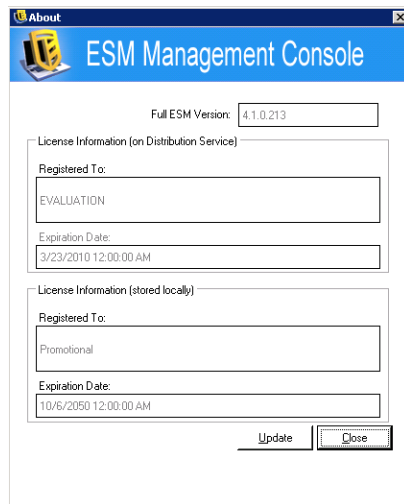 About
ESM Management Console
Full ESM Version: 4.1.0.213
License Information (on Distribution Service)
Registered To:
EVALUATION
Expiration Date:
3/23/2010 12:00:00 AM
License Information (stored locally)
Registered To:
Promotional
Expiration Date:
10/6/2050 12:00:00 AM
Update Close